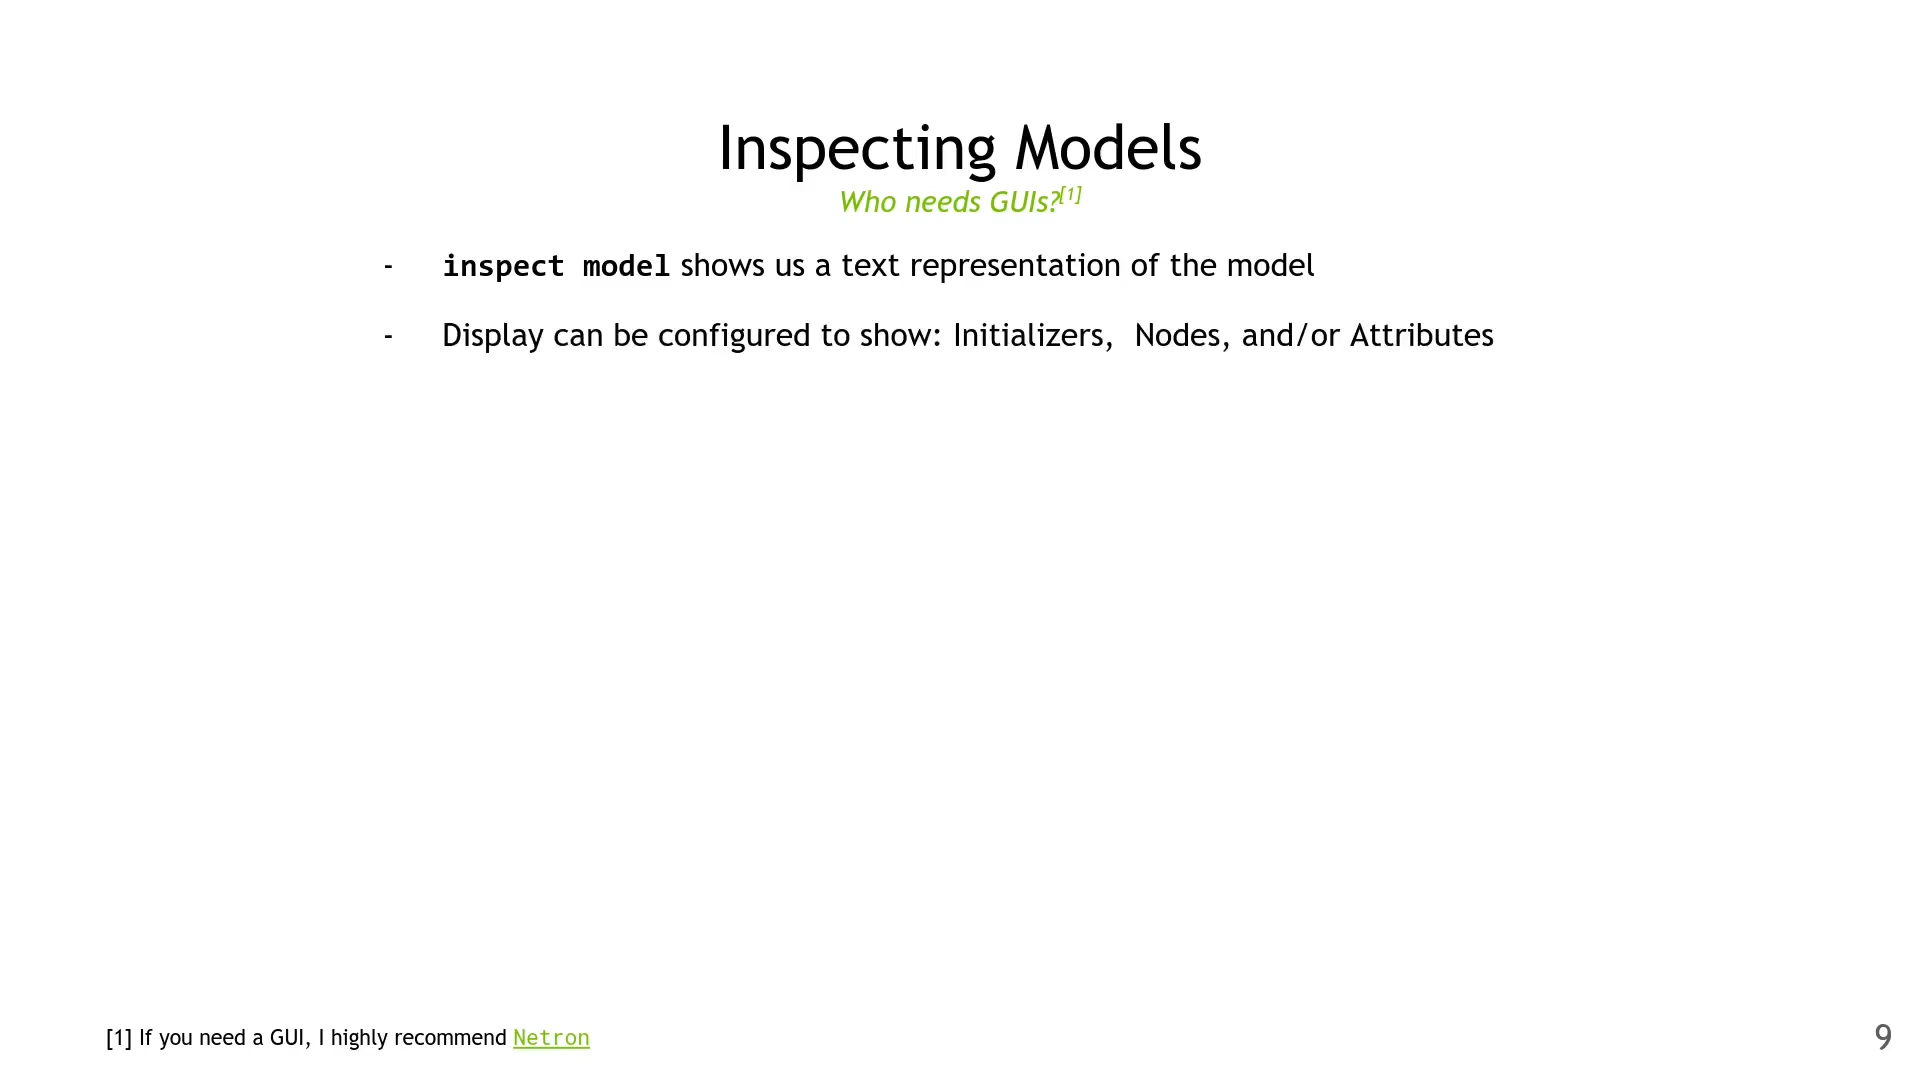 Inspecting Models
Who needs GUIs?[1]
- inspect model shows us a text representation of the model
- Display can be configured to show: Initializers,  Nodes, and/or Attributes
[1] If you need a GUI, I highly recommend Netron
9